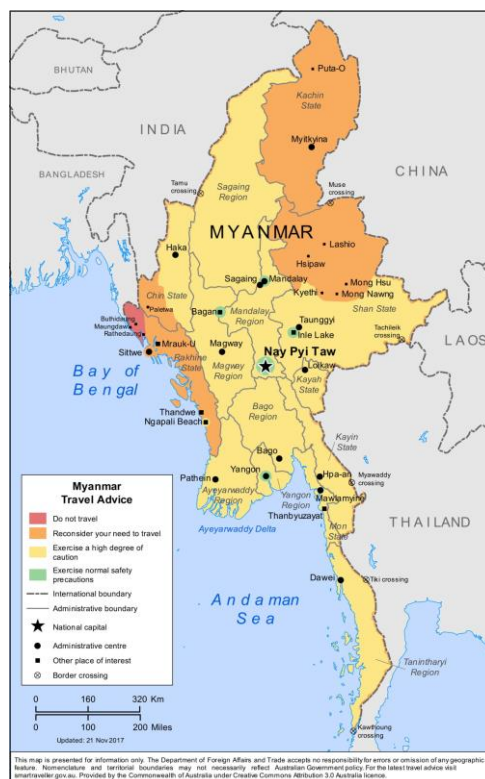 BHUTAN
INDIA
BANGLADESH
CHINA
LAOS
THAILAND
MYANMAR
Puta-O
Kachin
State
Myitkyina
Tamu
crossing
Sagaing
Region
Muse
crossing
Lashio
Hsipaw
Haka
Sagaing
Mandalay
Mong Hsu
Kyethi
Mong Nawng
Shan State
Chin State
Paletwa
Bagan
Mandalay
Region
Buthidaung
Maungdaw
Rathedaung
Taunggyi
Inle Lake
Tachileik
crossing
Mrauk-U
Sittwe
Magway
Nay Pyi Taw
Rakhine
State
Magway
Region
Loikaw
Kayah
State
Bay of
Bengal
Thandwe
Ngapali Beach
Bago
Region
Kayin
State
Bago
Pathein
Yangon
Hpa-an
Myawaddy
crossing
Ayeyarwaddy
Region
Yangon
Region
Mawlamyine
Thanbyuzayat
Mon
State
Ayeyarwaddy Delta
Dawei
Tiki crossing
Andaman
Sea
Tanintharyi
Region
Kawthoung
crossing
Myanmar
Travel Advice
Do not travel
Reconsider your need to travel
Exercise a high degree of
caution
Exercise normal safety
precautions
International boundary
Administrative boundary
National capital
Administrative centre
Other place of interest
Border crossing
0 160 320 Km
0 100 200 Miles
Updated: 21 Nov 2017
This map is presented for information only. The Department of Foreign Affairs and Trade accepts no responsibility for errors or omission of any geographic
feature. Nomenclature and territorial boundaries may not necessarily reflect Australian Government policy. For the latest travel advice visit
smartraveller.gov.au. Provided by the Commonwealth of Australia under Creative Commons Attribution 3.0 Australia licence.